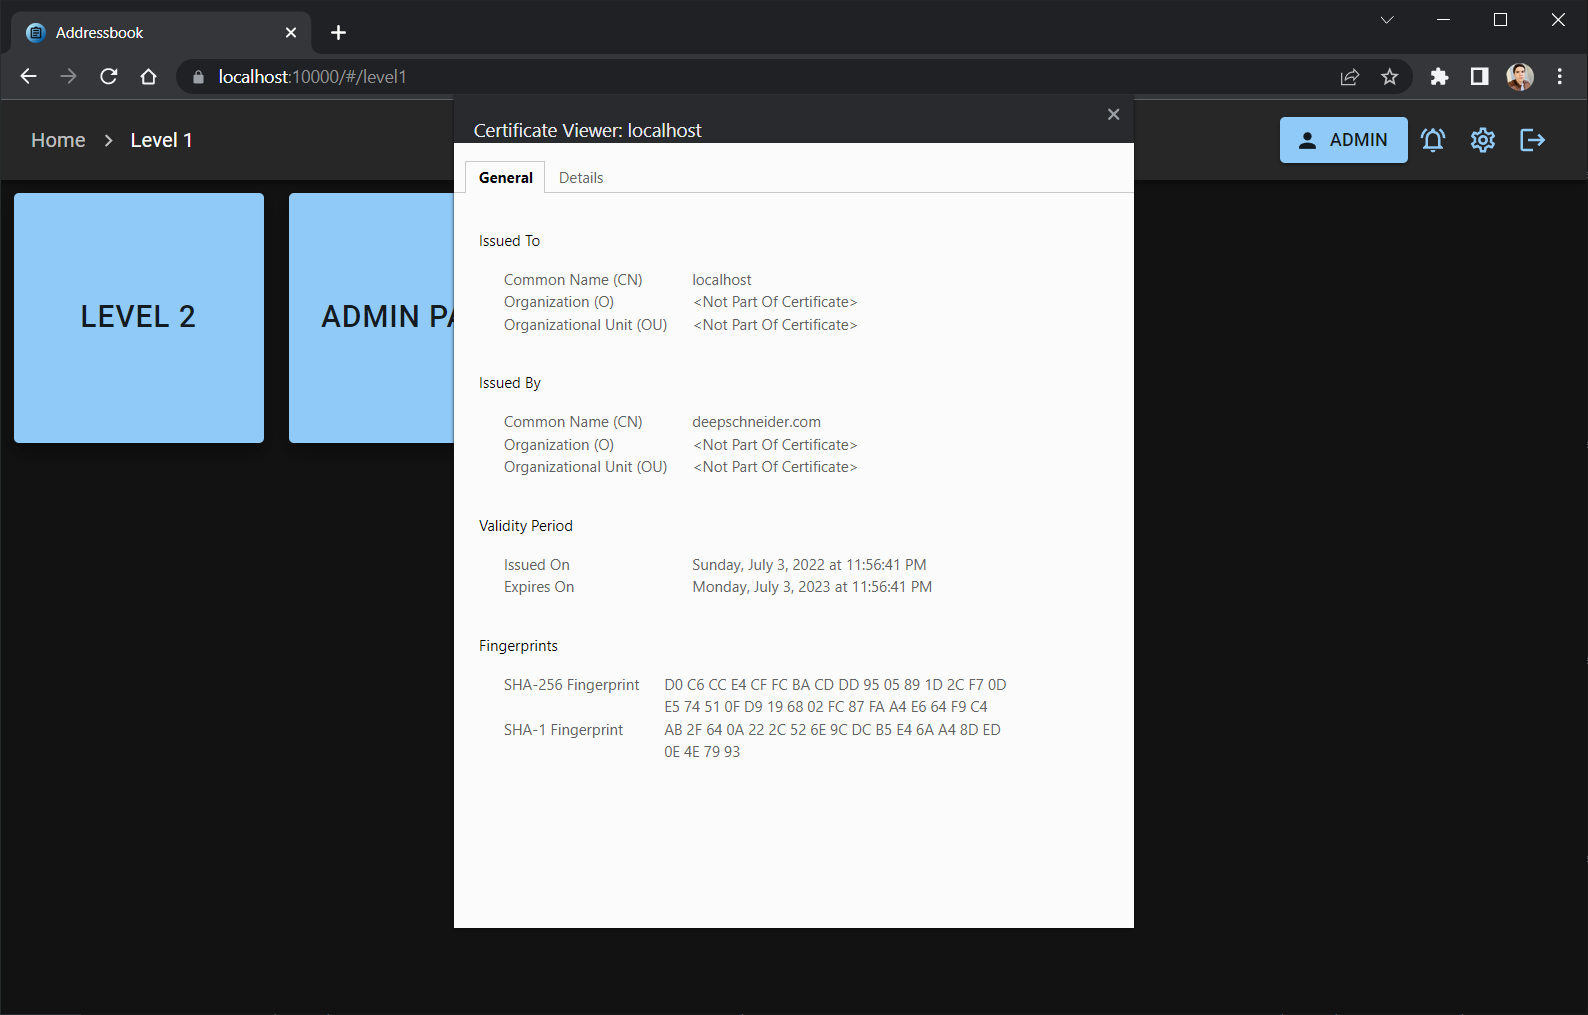 Addressbook
localhost:10000/#/level1
Home > Level 1
ADMIN
LEVEL 2
ADMIN PA
Certificate Viewer: localhost
General Details
Issued To
Common Name (CN) localhost
Organization (O) <Not Part Of Certificate>
Organizational Unit (OU) <Not Part Of Certificate>
Issued By
Common Name (CN) deepschneider.com
Organization (O) <Not Part Of Certificate>
Organizational Unit (OU) <Not Part Of Certificate>
Validity Period
Issued On Sunday, July 3, 2022 at 11:56:41 PM
Expires On Monday, July 3, 2023 at 11:56:41 PM
Fingerprints
SHA-256 Fingerprint D0 C6 CC E4 CF FC BA CD DD 95 05 89 1D 2C F7 0D
E5 74 51 0F D9 19 68 02 FC 87 FA A4 E6 64 F9 C4
SHA-1 Fingerprint AB 2F 64 0A 22 2C 52 6E 9C DC B5 E4 6A A4 8D ED
0E 4E 79 93